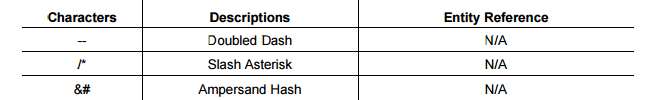 Characters Descriptions Entity Reference
-- Doubled Dash N/A
/* Slash Asterisk N/A
&# Ampersand Hash N/A